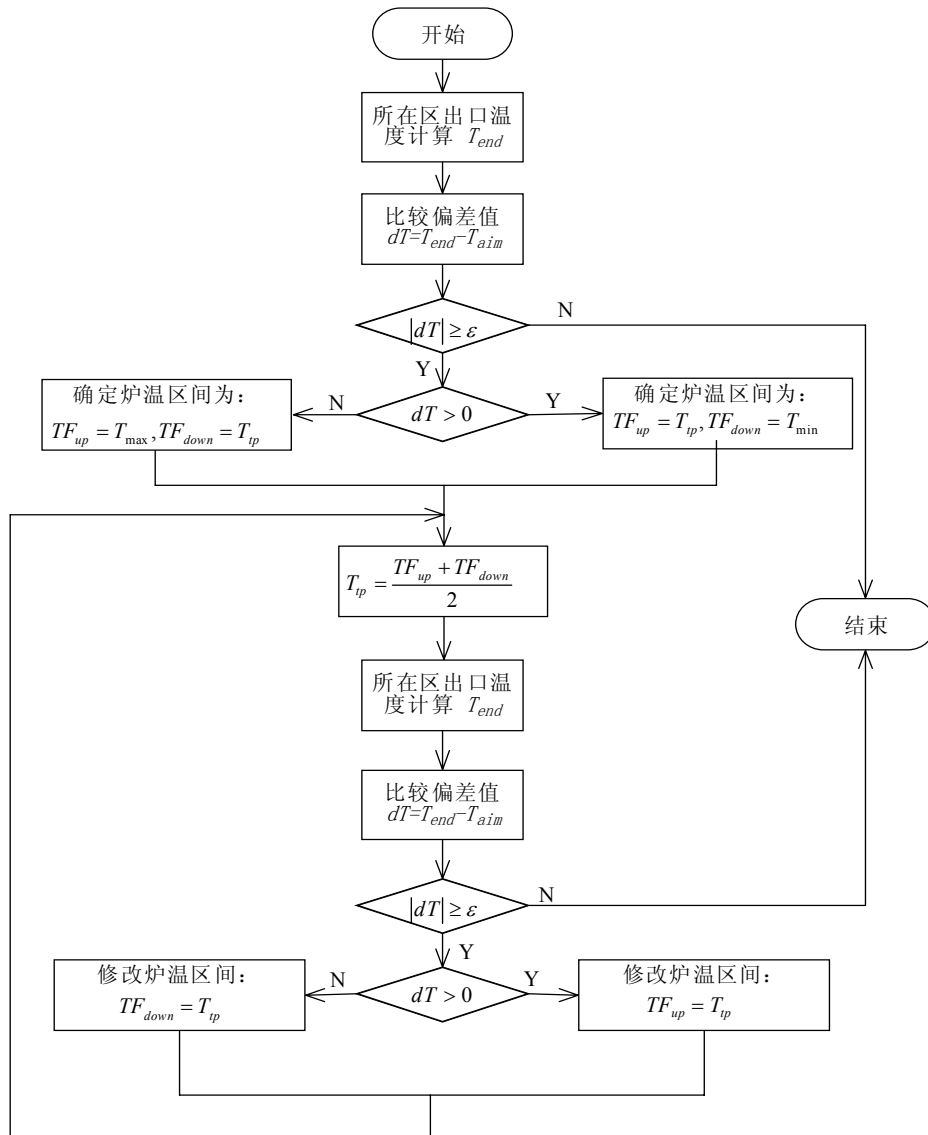 开始
所在区出口温
度计算 T_end
比较偏差值
dT=T_end−T_aim
|dT| ≥ ε
N
Y
dT > 0
N
Y
确定炉温区间为：
TF_up = T_max , TF_down = T_tp
确定炉温区间为：
TF_up = T_tp , TF_down = T_min
T_tp = (TF_up + TF_down) / 2
结束
所在区出口温
度计算 T_end
比较偏差值
dT=T_end−T_aim
|dT| ≥ ε
N
Y
dT > 0
N
Y
修改炉温区间：
TF_down = T_tp
修改炉温区间：
TF_up = T_tp